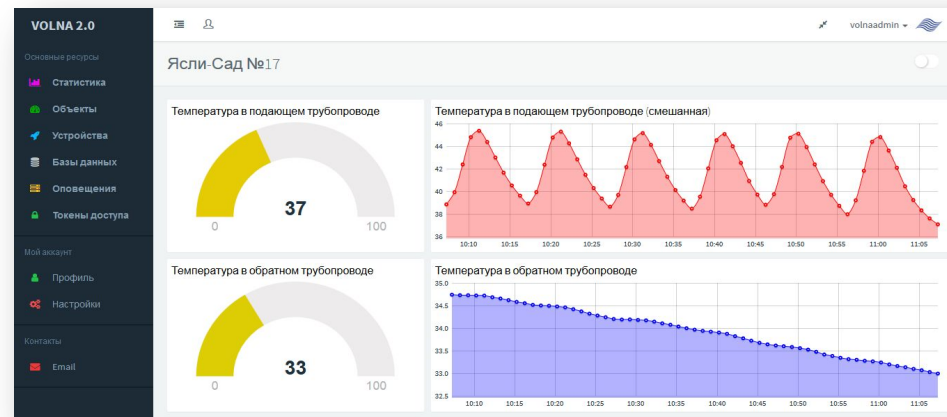 VOLNA 2.0
volnaadmin
Основные ресурсы
Статистика
Объекты
Устройства
Базы данных
Оповещения
Токены доступа
Мой аккаунт
Профиль
Настройки
Контакты
Email
Ясли-Сад №17
Температура в подающем трубопроводе
37
0 100
Температура в подающем трубопроводе (смешанная)
46
44
42
40
38
36
10:10 10:15 10:20 10:25 10:30 10:35 10:40 10:45 10:50 10:55 11:00 11:05
Температура в обратном трубопроводе
33
0 100
Температура в обратном трубопроводе
35.0
34.5
34.0
33.5
33.0
32.5
10:10 10:15 10:20 10:25 10:30 10:35 10:40 10:45 10:50 10:55 11:00 11:05